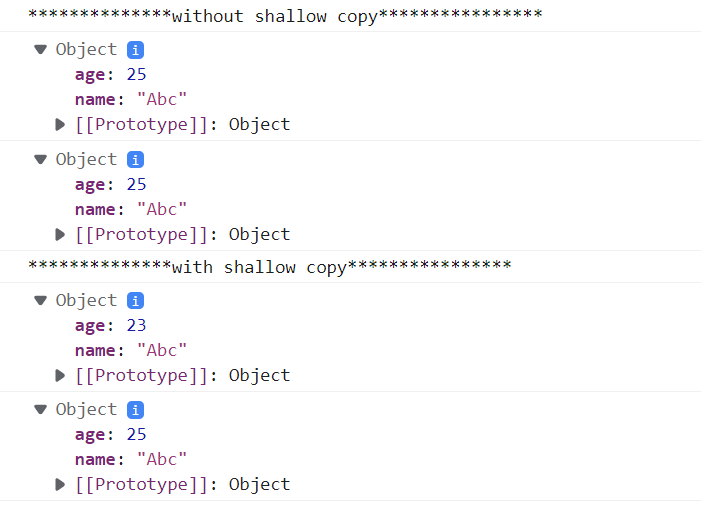 **************without shallow copy****************
Object i
age: 25
name: "Abc"
[[Prototype]]: Object
Object i
age: 25
name: "Abc"
[[Prototype]]: Object
**************with shallow copy****************
Object i
age: 23
name: "Abc"
[[Prototype]]: Object
Object i
age: 25
name: "Abc"
[[Prototype]]: Object